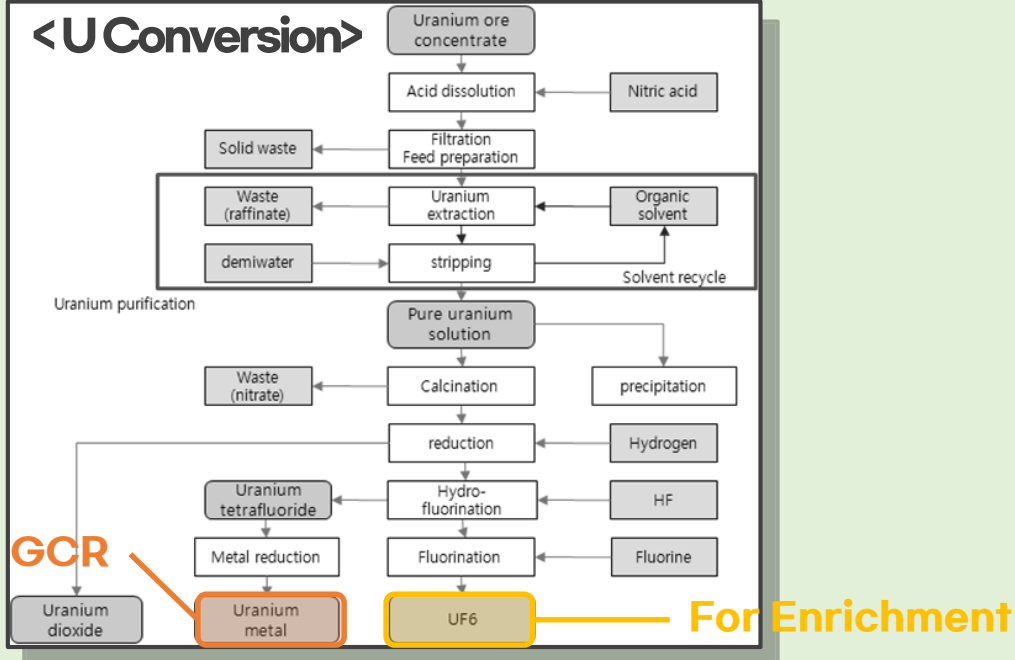 <U Conversion>
Uranium ore
concentrate
Acid dissolution
Nitric acid
Solid waste
Filtration
Feed preparation
Waste
(raffinate)
Uranium
extraction
Organic
solvent
demiwater
stripping
Solvent recycle
Uranium purification
Pure uranium
solution
Waste
(nitrate)
Calcination
precipitation
reduction
Hydrogen
Uranium
tetrafluoride
Hydro-
fluorination
HF
GCR
Metal reduction
Fluorination
Fluorine
Uranium
dioxide
Uranium
metal
UF6
For Enrichment